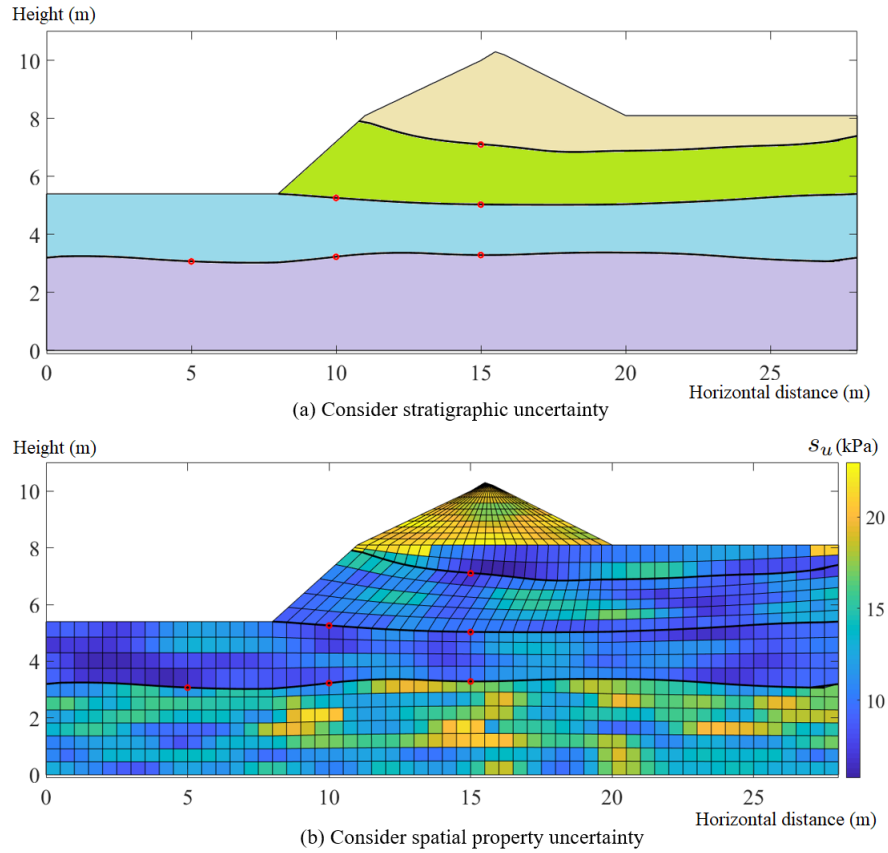 Height (m)
10
8
6
4
2
0
0 5 10 15 20 25
Horizontal distance (m)
(a) Consider stratigraphic uncertainty
Height (m)
s_u (kPa)
10
8
6
4
2
0
20
15
10
0 5 10 15 20 25
Horizontal distance (m)
(b) Consider spatial property uncertainty